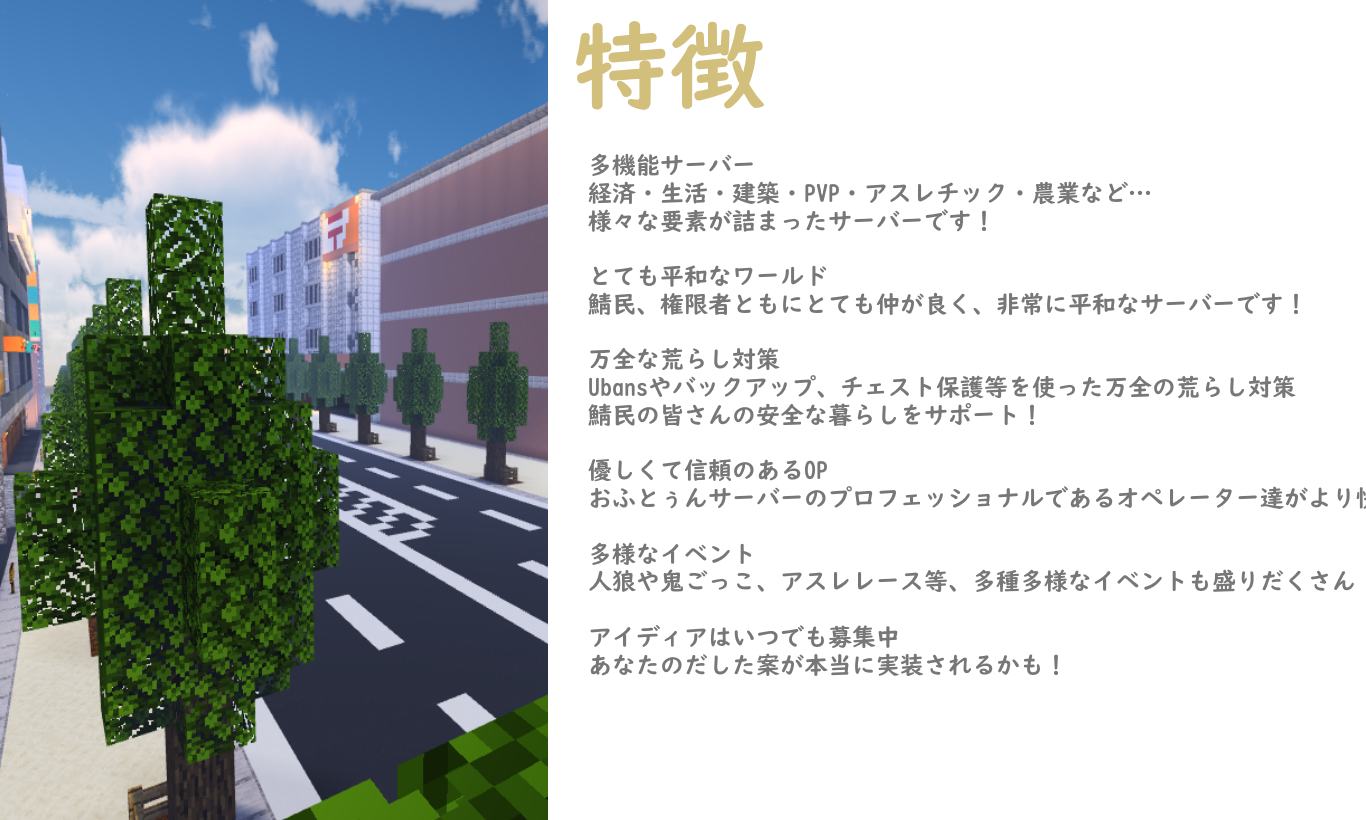 特徴
多機能サーバー
経済・生活・建築・PVP・アスレチック・農業など…
様々な要素が詰まったサーバーです！
とても平和なワールド
鯖民、権限者ともにとても仲が良く、非常に平和なサーバーです！
万全な荒らし対策
Ubansやバックアップ、チェスト保護等を使った万全の荒らし対策
鯖民の皆さんの安全な暮らしをサポート！
優しくて信頼のあるOP
おふとぅんサーバーのプロフェッショナルであるオペレーター達がより
多様なイベント
人狼や鬼ごっこ、アスレレース等、多種多様なイベントも盛りだくさん
アイディアはいつでも募集中
あなたのだした案が本当に実装されるかも！